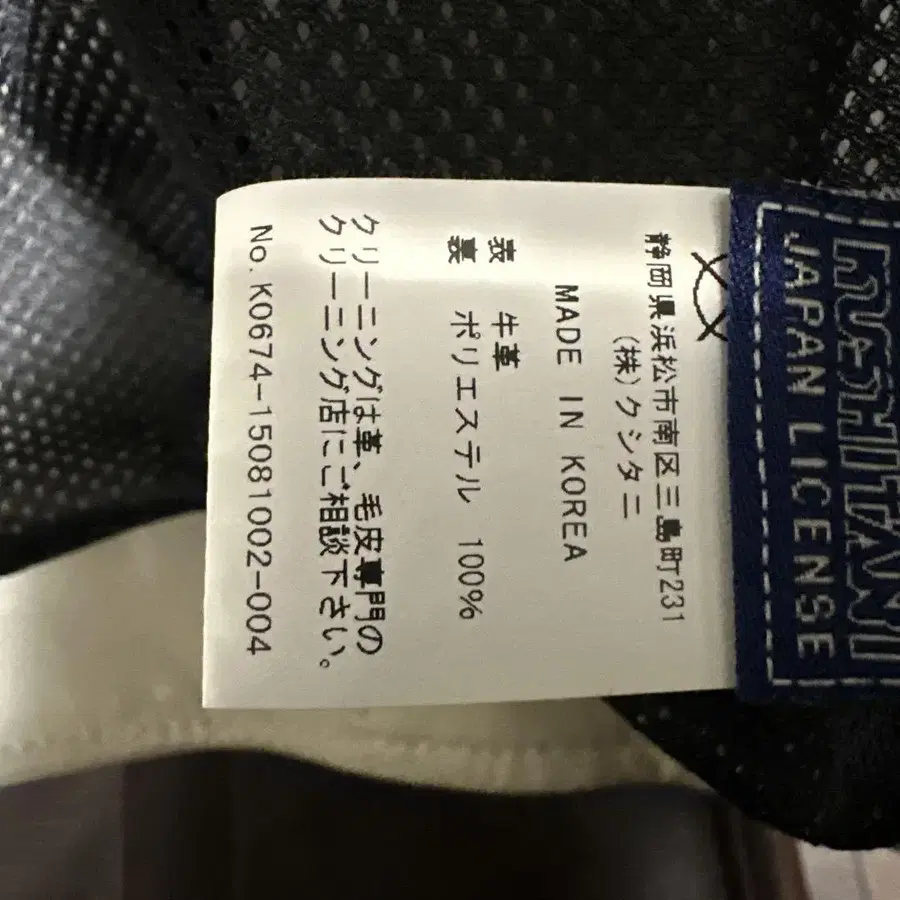 KUSHITANI
JAPAN LICENSE
静岡県浜松市南区三島町231
(株)クシタニ
MADE IN KOREA
表 牛革
裏 ポリエステル 100%
クリーニングは革、毛皮専門の
クリーニング店にご相談下さい。
No. K0674-15081002-004